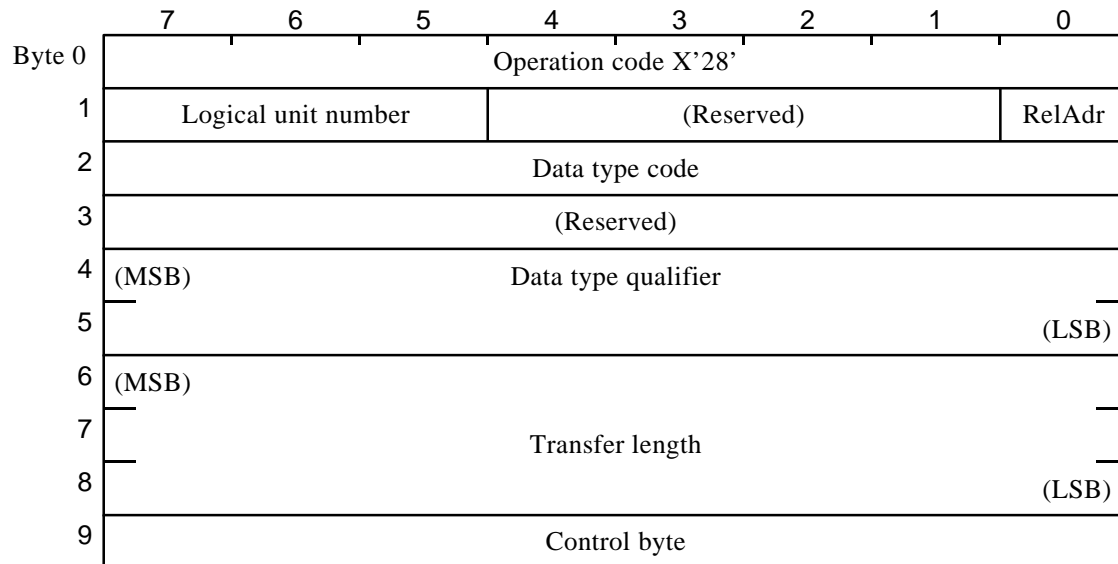 7 6 5 4 3 2 1 0
Byte 0 Operation code X’28’
1 Logical unit number (Reserved) RelAdr
2 Data type code
3 (Reserved)
4 (MSB) Data type qualifier
5 (LSB)
6 (MSB)
7 Transfer length
8 (LSB)
9 Control byte